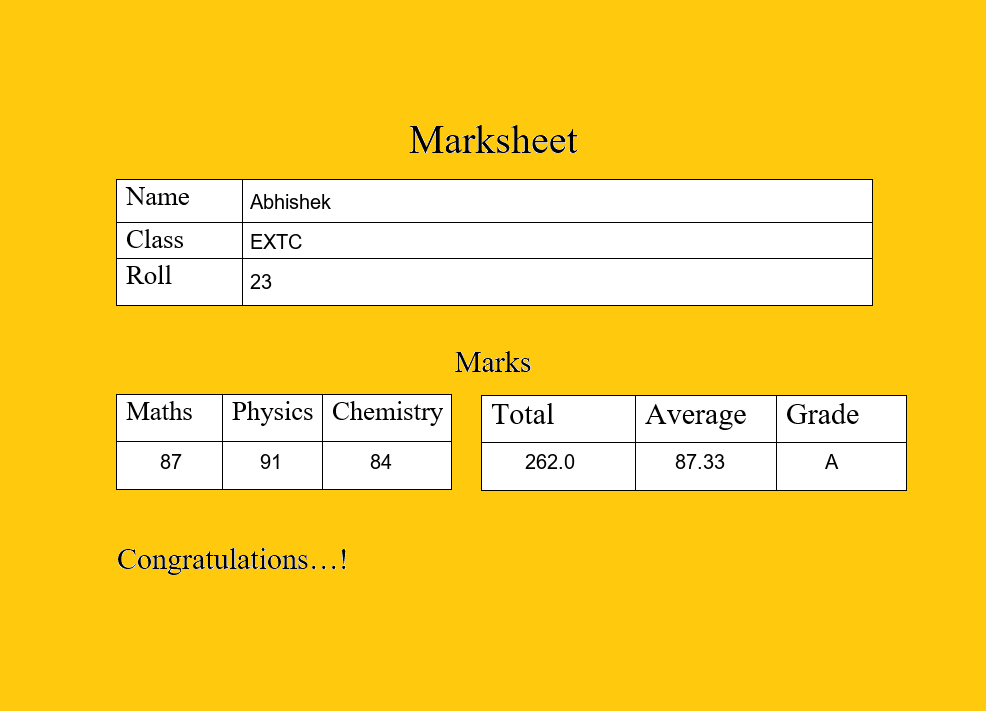 Marksheet
Name Abhishek
Class EXTC
Roll 23
Marks
Maths Physics Chemistry Total Average Grade
87 91 84 262.0 87.33 A
Congratulations…!